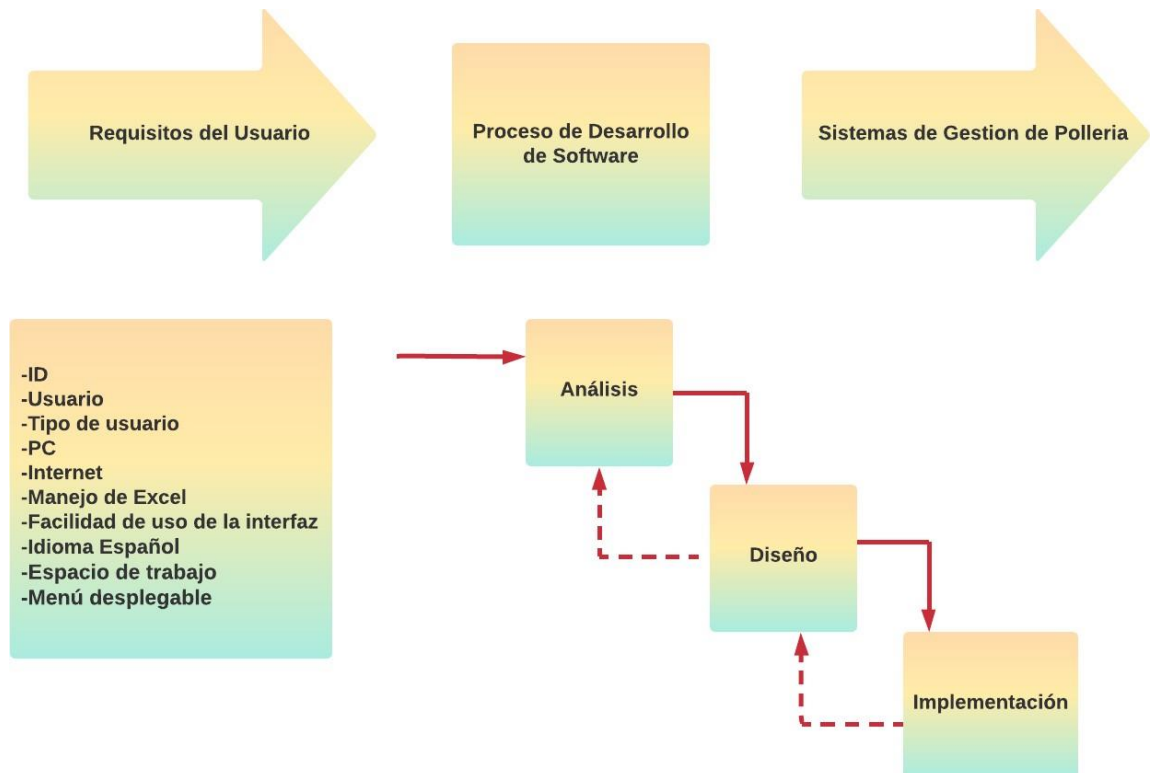 Requisitos del Usuario
Proceso de Desarrollo
de Software
Sistemas de Gestion de Polleria
-ID
-Usuario
-Tipo de usuario
-PC
-Internet
-Manejo de Excel
-Facilidad de uso de la interfaz
-Idioma Español
-Espacio de trabajo
-Menú desplegable
Análisis
Diseño
Implementación